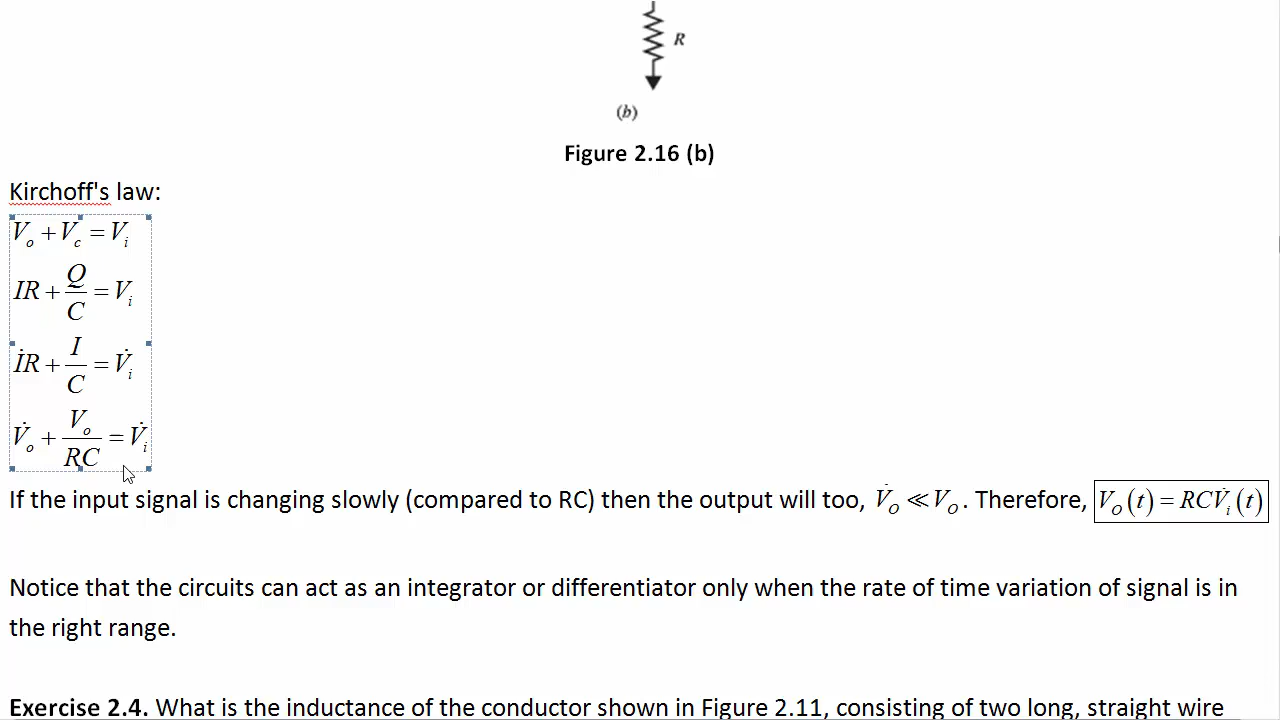 R
(b)
Figure 2.16 (b)
Kirchoff's law:
V_o + V_c = V_i
IR + Q/C = V_i
İR + I/C = V̇_i
V̇_o + V_o/RC = V̇_i
If the input signal is changing slowly (compared to RC) then the output will too, V̇_O ≪ V_O. Therefore, V_O(t) = RCV̇_i(t)
Notice that the circuits can act as an integrator or differentiator only when the rate of time variation of signal is in
the right range.
Exercise 2.4. What is the inductance of the conductor shown in Figure 2.11, consisting of two long, straight wire